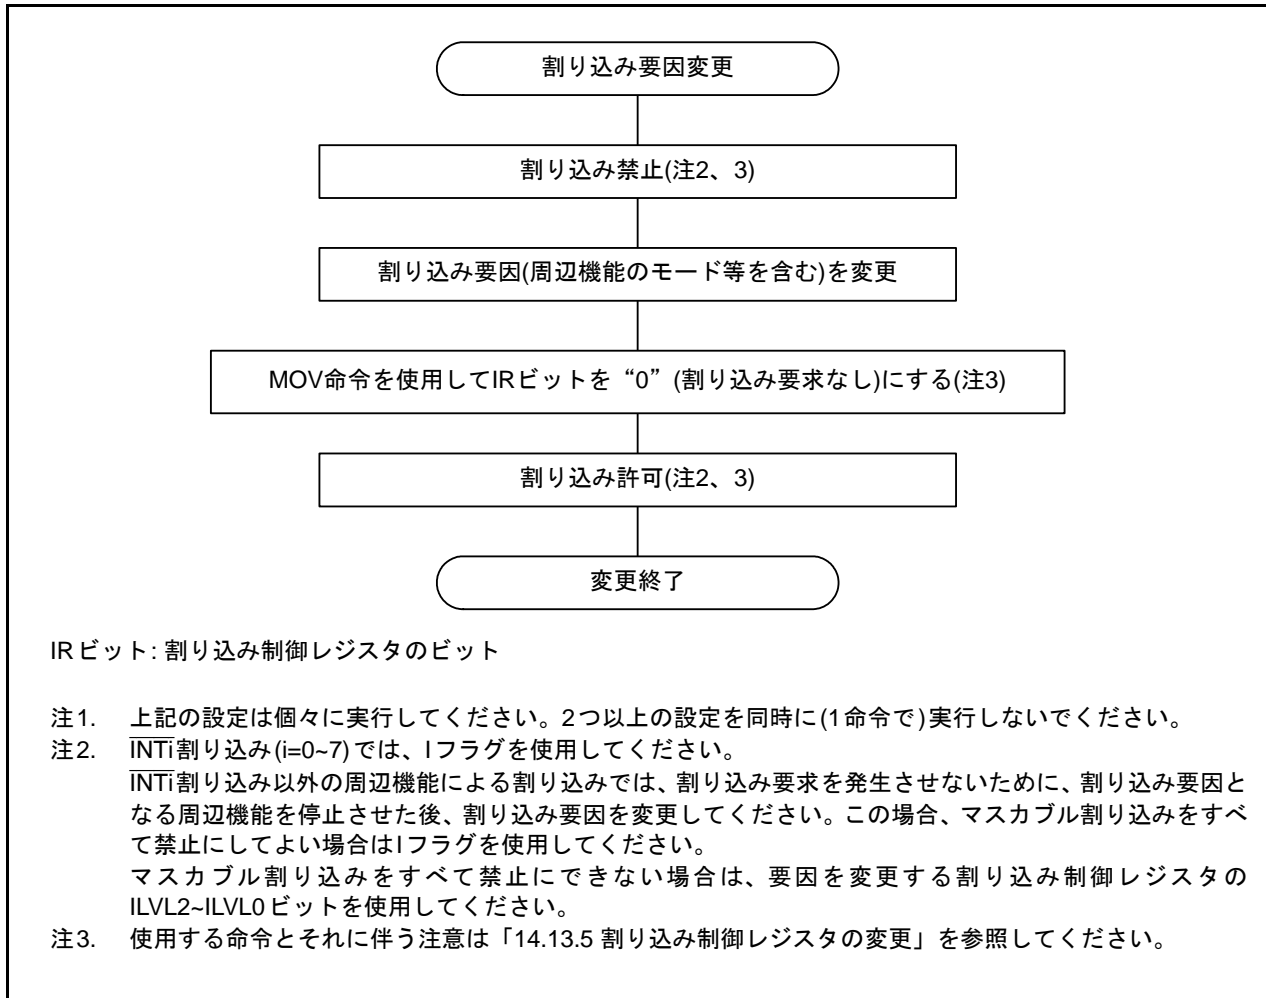 割り込み要因変更
割り込み禁止(注2、3)
割り込み要因(周辺機能のモード等を含む)を変更
MOV命令を使用してIRビットを“0”(割り込み要求なし)にする(注3)
割り込み許可(注2、3)
変更終了
IRビット: 割り込み制御レジスタのビット
注1. 上記の設定は個々に実行してください。2つ以上の設定を同時に(1命令で)実行しないでください。
注2. INTi割り込み(i=0~7)では、Iフラグを使用してください。
INTi割り込み以外の周辺機能による割り込みでは、割り込み要求を発生させないために、割り込み要因と
なる周辺機能を停止させた後、割り込み要因を変更してください。この場合、マスカブル割り込みをすべ
て禁止にしてよい場合はIフラグを使用してください。
マスカブル割り込みをすべて禁止にできない場合は、要因を変更する割り込み制御レジスタの
ILVL2~ILVL0ビットを使用してください。
注3. 使用する命令とそれに伴う注意は「14.13.5 割り込み制御レジスタの変更」を参照してください。